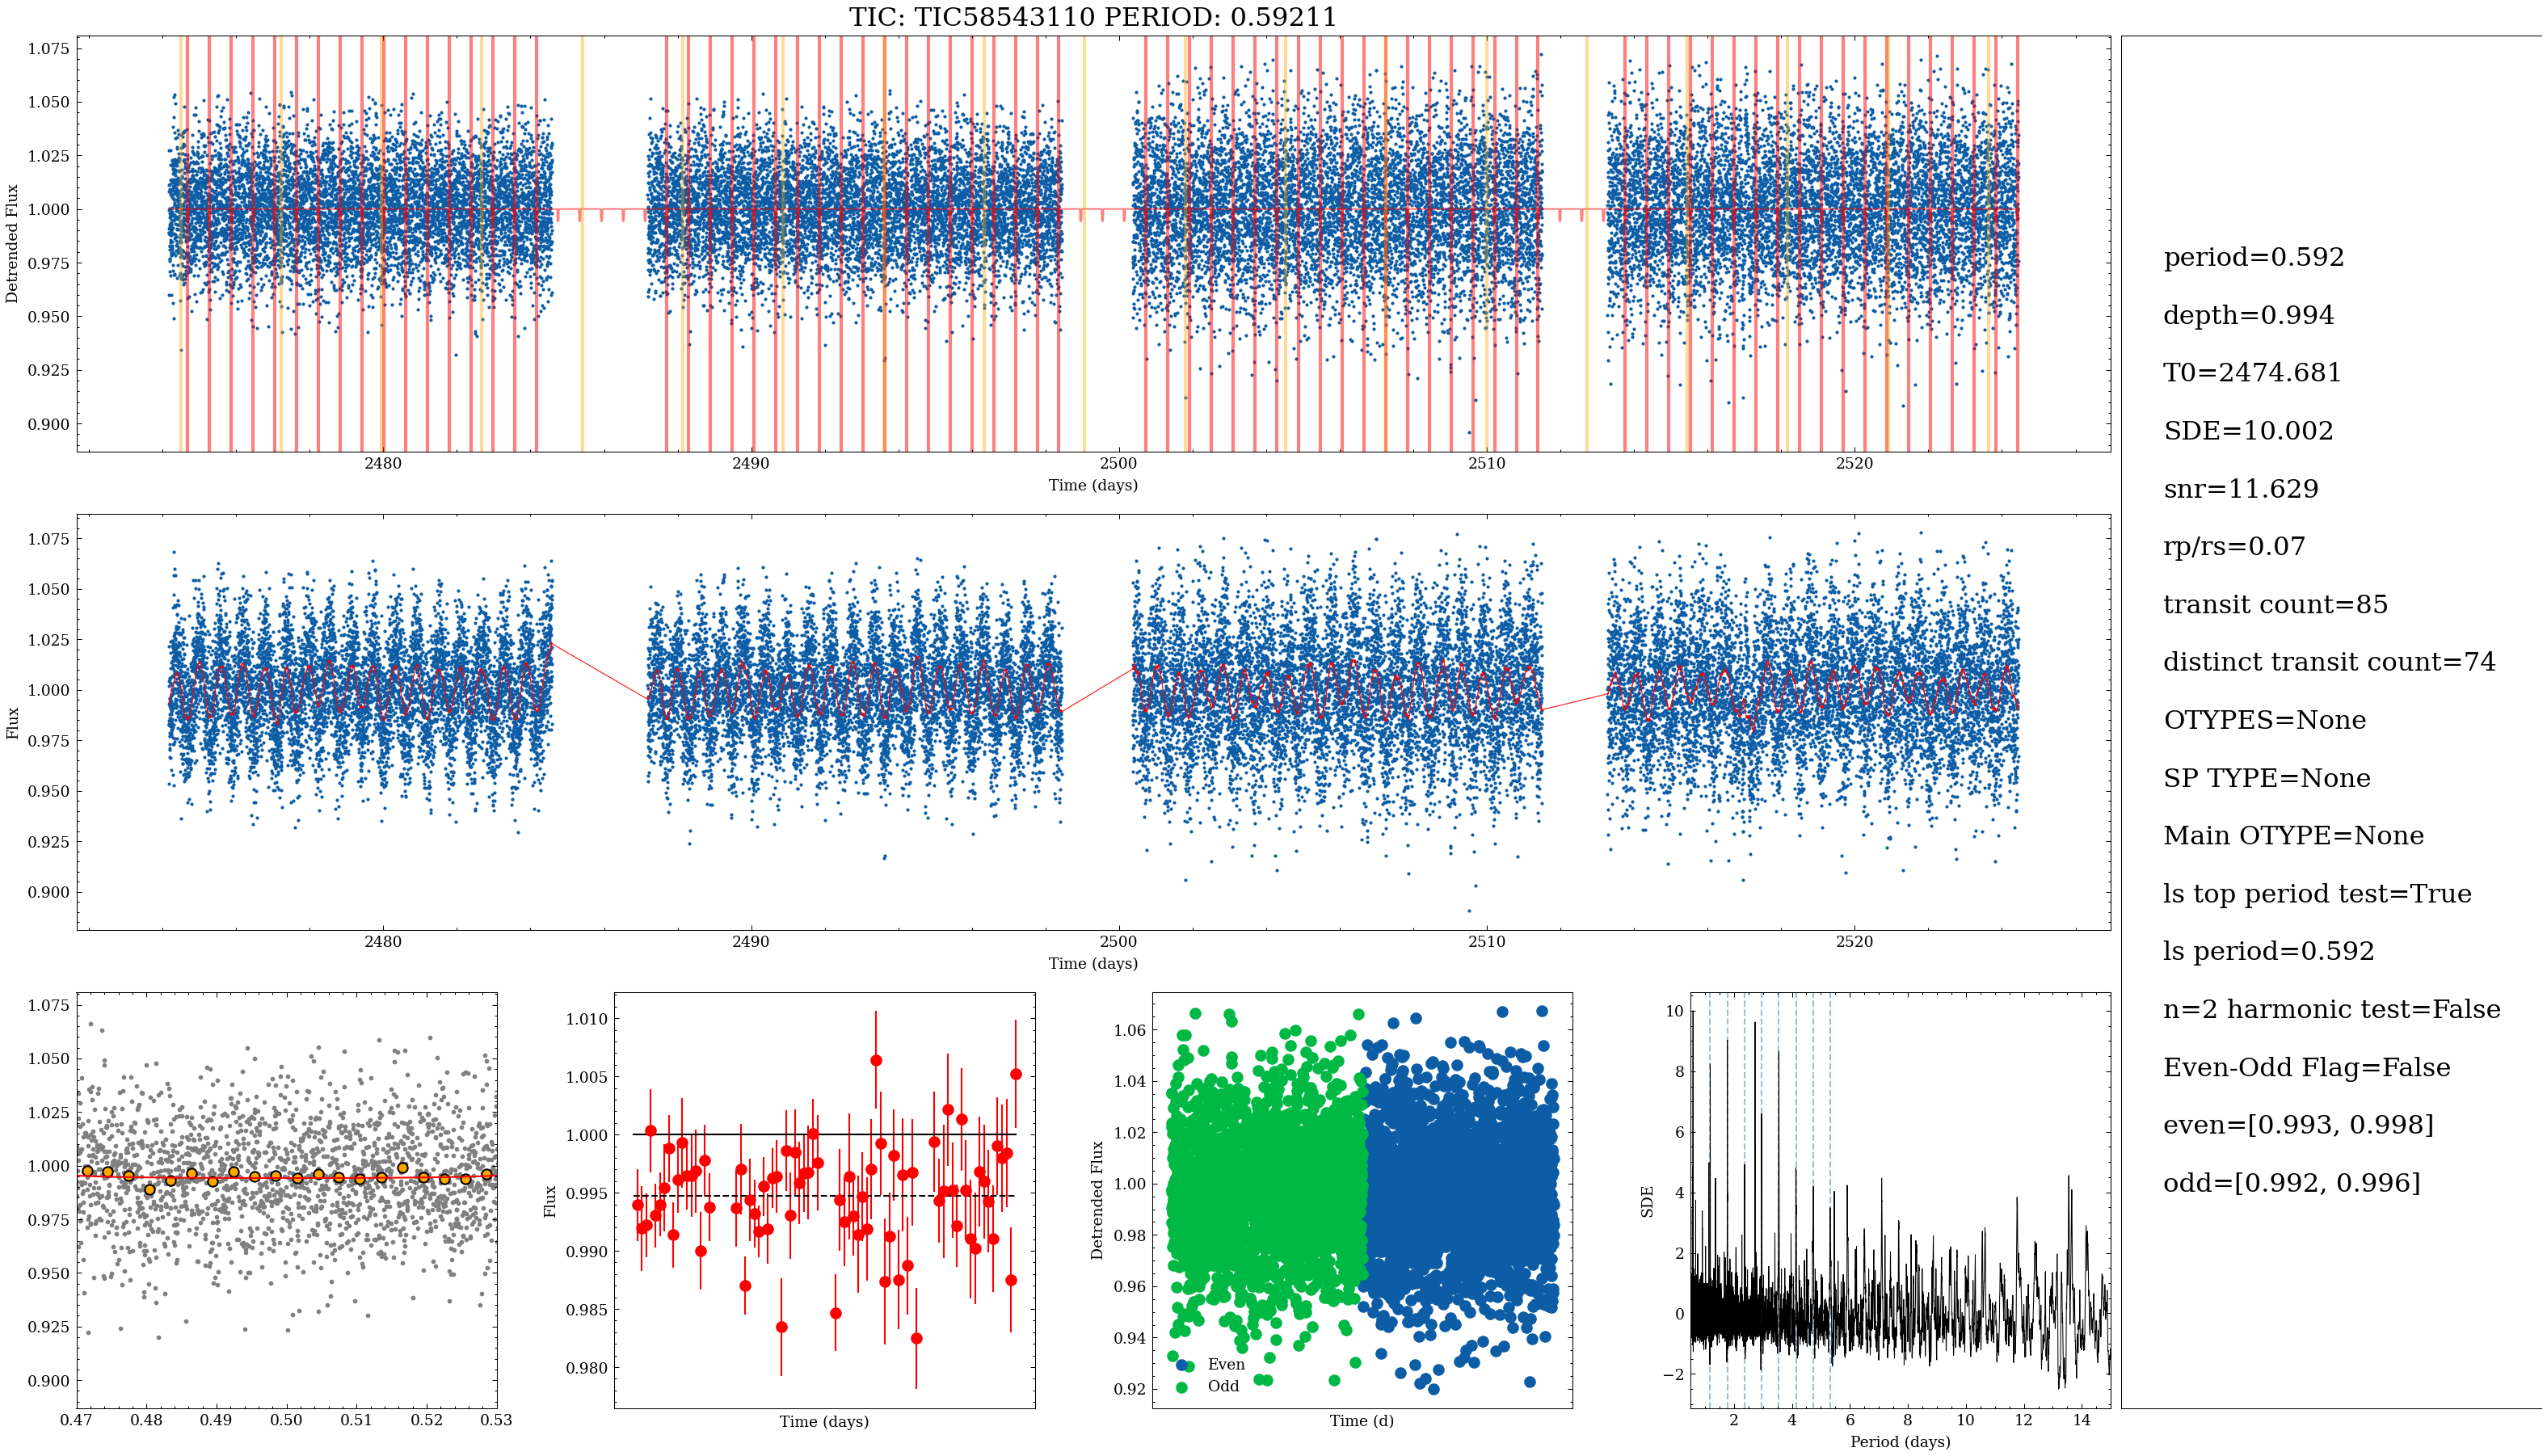 TIC: TIC58543110 PERIOD: 0.59211
1.075
1.050
1.025
1.000
0.975
0.950
0.925
0.900
Detrended Flux
2480
2490
2500
2510
2520
Time (days)
1.075
1.050
1.025
1.000
0.975
0.950
0.925
0.900
Flux
2480
2490
2500
2510
2520
Time (days)
1.075
1.050
1.025
1.000
0.975
0.950
0.925
0.900
0.47
0.48
0.49
0.50
0.51
0.52
0.53
1.010
1.005
1.000
0.995
0.990
0.985
0.980
Flux
Time (days)
1.06
1.04
1.02
1.00
0.98
0.96
0.94
0.92
Detrended Flux
Even
Odd
Time (d)
10
8
6
4
2
0
−2
SDE
2
4
6
8
10
12
14
Period (days)
period=0.592
depth=0.994
T0=2474.681
SDE=10.002
snr=11.629
rp/rs=0.07
transit count=85
distinct transit count=74
OTYPES=None
SP TYPE=None
Main OTYPE=None
ls top period test=True
ls period=0.592
n=2 harmonic test=False
Even-Odd Flag=False
even=[0.993, 0.998]
odd=[0.992, 0.996]